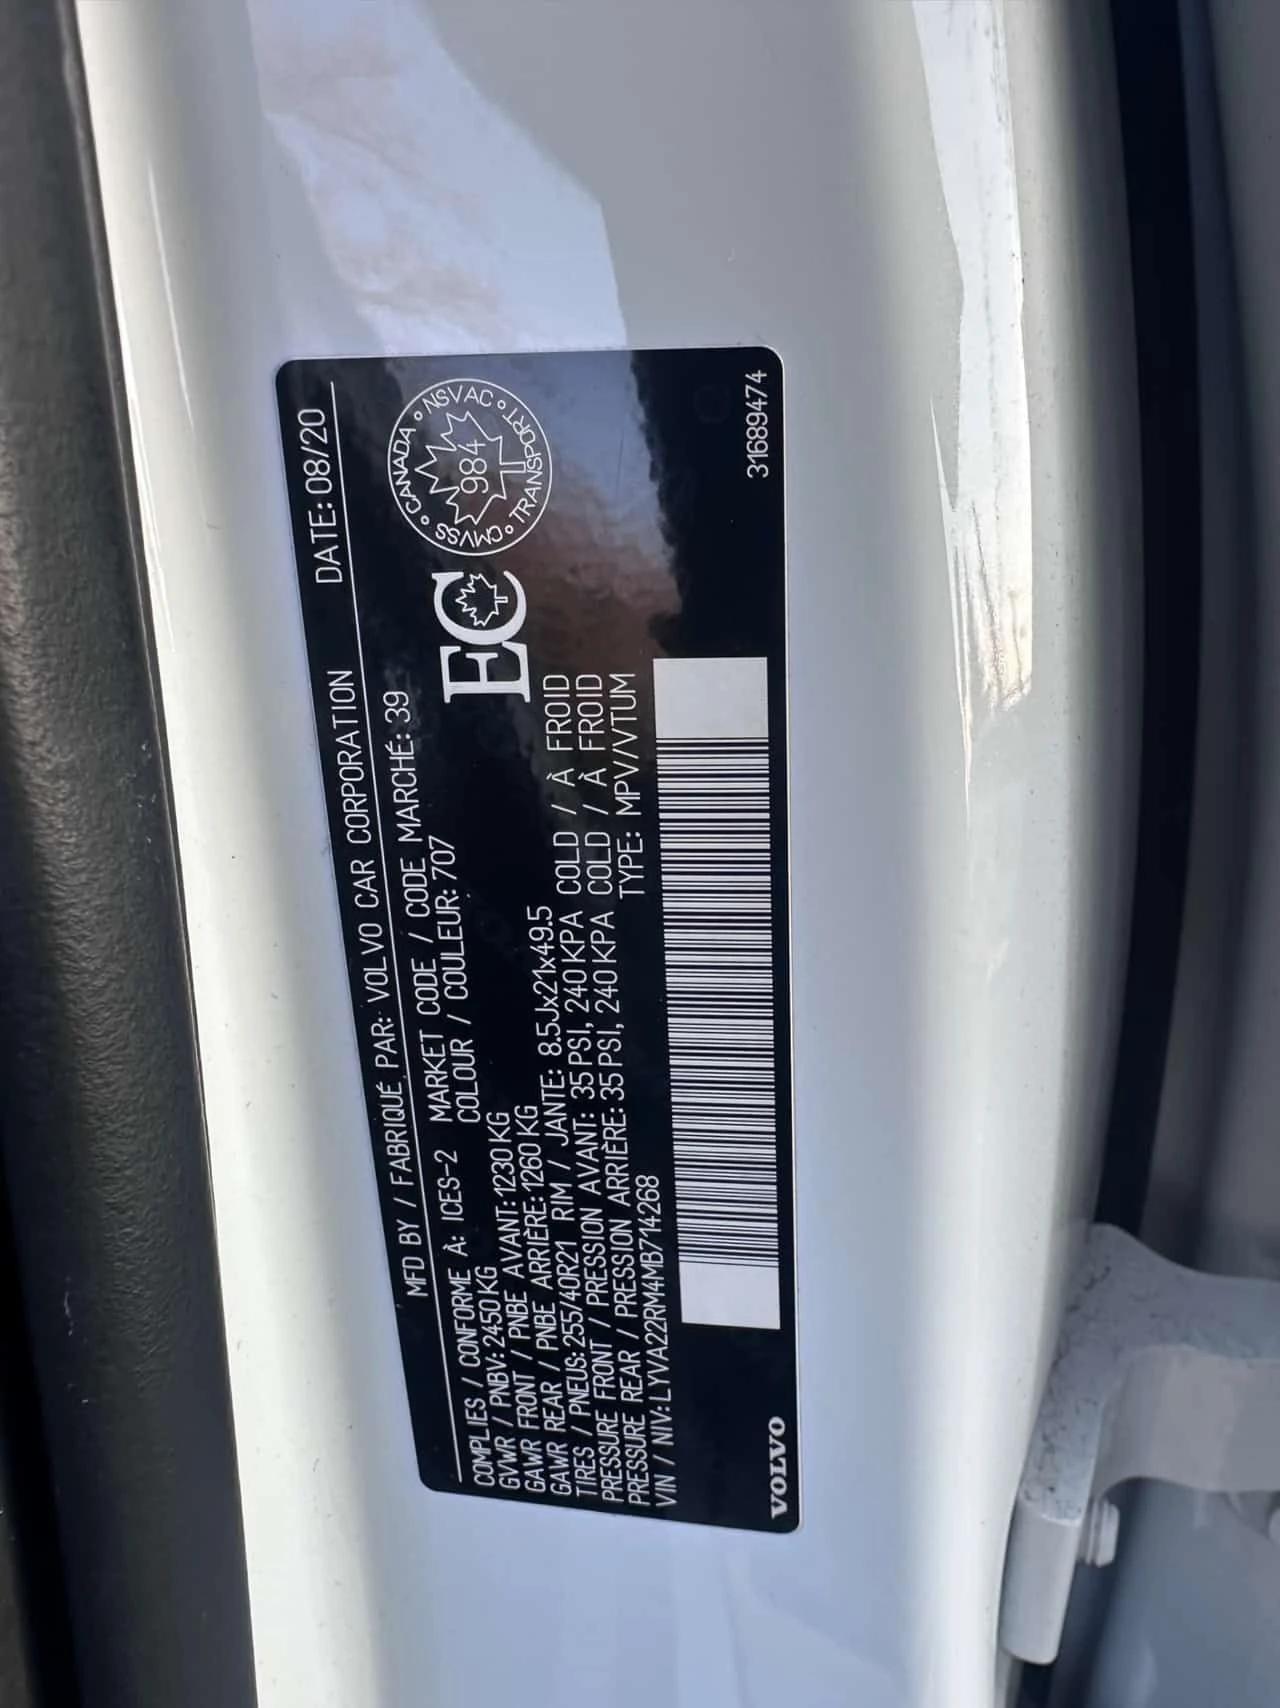 MFD BY / FABRIQUÉ PAR: VOLVO CAR CORPORATION DATE: 08/20
COMPLIES / CONFORME À: ICES-2 MARKET CODE / CODE MARCHÉ: 39
GVWR / PNBV: 2450 KG COLOUR / COULEUR: 707
GAWR FRONT / PNBE AVANT: 1230 KG
GAWR REAR / PNBE ARRIÈRE: 1260 KG
TIRES / PNEUS: 255/40R21 RIM / JANTE: 8.5Jx21x49.5
PRESSURE FRONT / PRESSION AVANT: 35 PSI, 240 KPA COLD / À FROID
PRESSURE REAR / PRESSION ARRIÈRE: 35 PSI, 240 KPA COLD / À FROID
VIN / NIV: LYVA22RM4MB714268 TYPE: MPV/VTUM
EC
CANADA NSVAC
984
CMVSS TRANSPORT
VOLVO
31689474